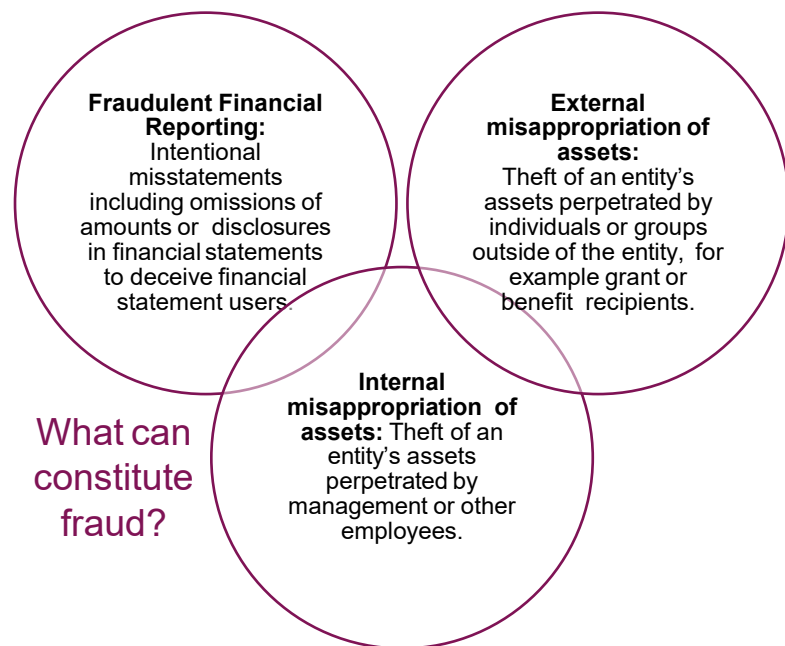 Fraudulent Financial
Reporting:
Intentional
misstatements
including omissions of
amounts or disclosures
in financial statements
to deceive financial
statement users.
External
misappropriation of
assets:
Theft of an entity’s
assets perpetrated by
individuals or groups
outside of the entity, for
example grant or
benefit recipients.
Internal
misappropriation of
assets: Theft of an
entity’s assets
perpetrated by
management or other
employees.
What can
constitute
fraud?